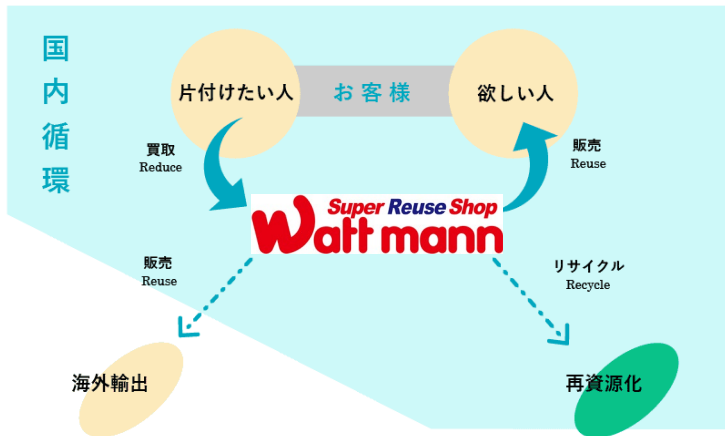 国内循環
片付けたい人
お客様
欲しい人
買取
Reduce
販売
Reuse
Super Reuse Shop
Wattmann
販売
Reuse
リサイクル
Recycle
海外輸出
再資源化